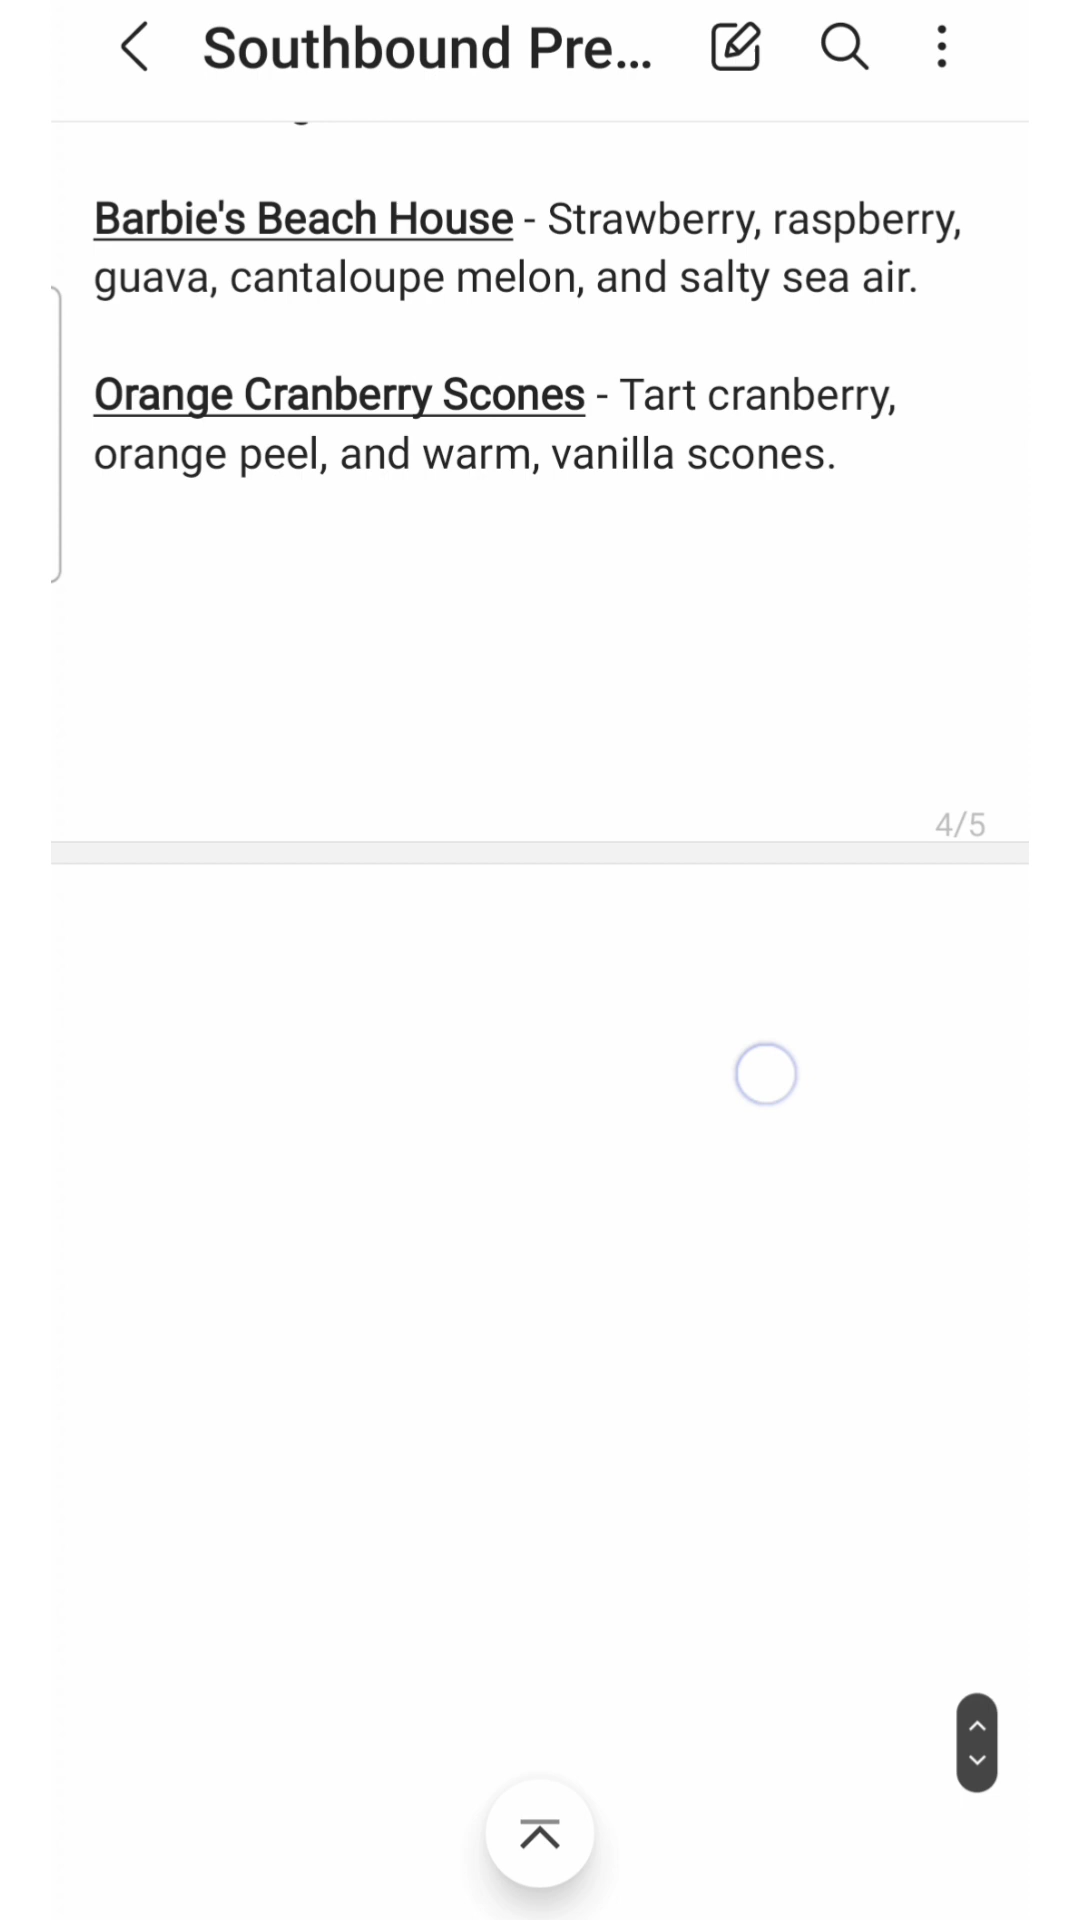 Southbound Pre...
Barbie's Beach House - Strawberry, raspberry,
guava, cantaloupe melon, and salty sea air.
Orange Cranberry Scones - Tart cranberry,
orange peel, and warm, vanilla scones.
4/5